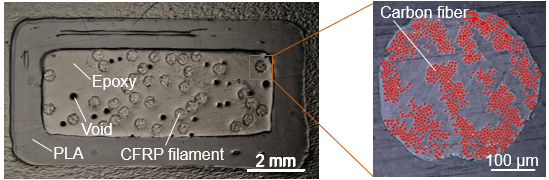 Epoxy
Void
PLA
CFRP filament
2 mm
Carbon fiber
100 µm